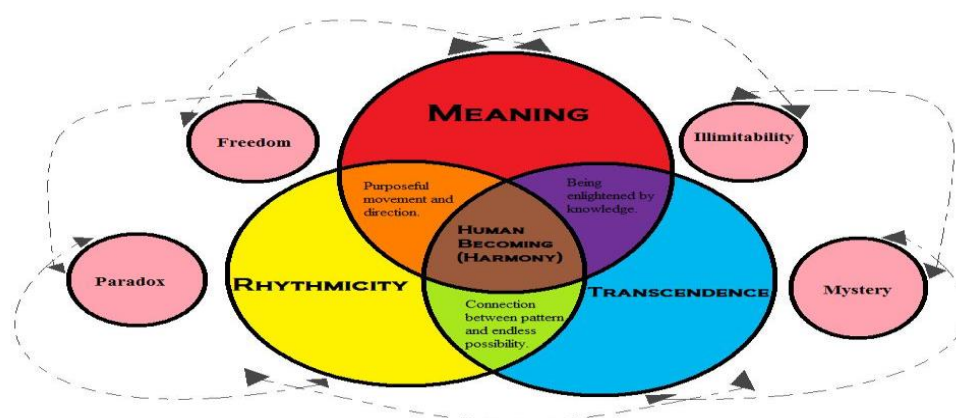 MEANING
Freedom
Illimitability
Purposeful
movement and
direction.
Being
enlightened by
knowledge.
HUMAN
BECOMING
(HARMONY)
Paradox
RHYTHMICITY
TRANSCENDENCE
Mystery
Connection
between pattern
and endless
possibility.